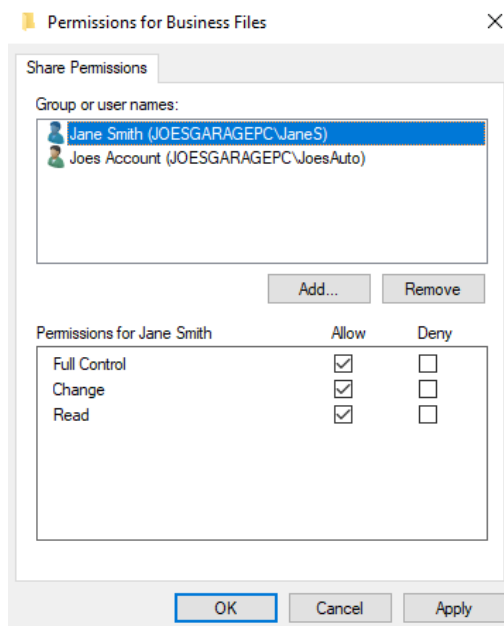 Permissions for Business Files
Share Permissions
Group or user names:
Jane Smith (JOESGARAGEPC\JaneS)
Joes Account (JOESGARAGEPC\JoesAuto)
Add... Remove
Permissions for Jane Smith Allow Deny
Full Control
Change
Read
OK Cancel Apply